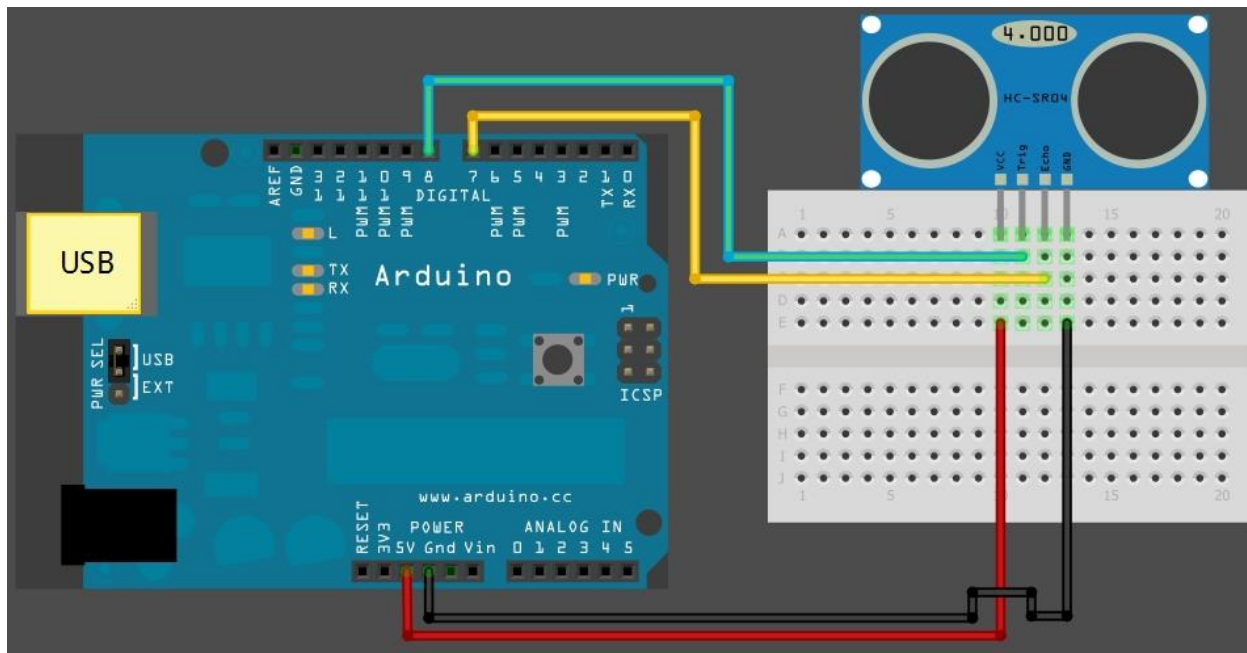 4.000
HC-SR04
VCC
Trig
Echo
GND
AREF
GND
13
12
11
10
9
8
7
6
5
4
3
2
1
0
PWM
PWM
PWM
PWM
PWM
PWM
TX
RX
DIGITAL
USB
L
TX
RX
Arduino
PWR
1
ICSP
PWR SEL
USB
EXT
www.arduino.cc
RESET
3V3
POWER
5V Gnd Vin
ANALOG IN
0 1 2 3 4 5
1 5 10 15 20
A
D
E
F
G
H
I
J
1 5 15 20